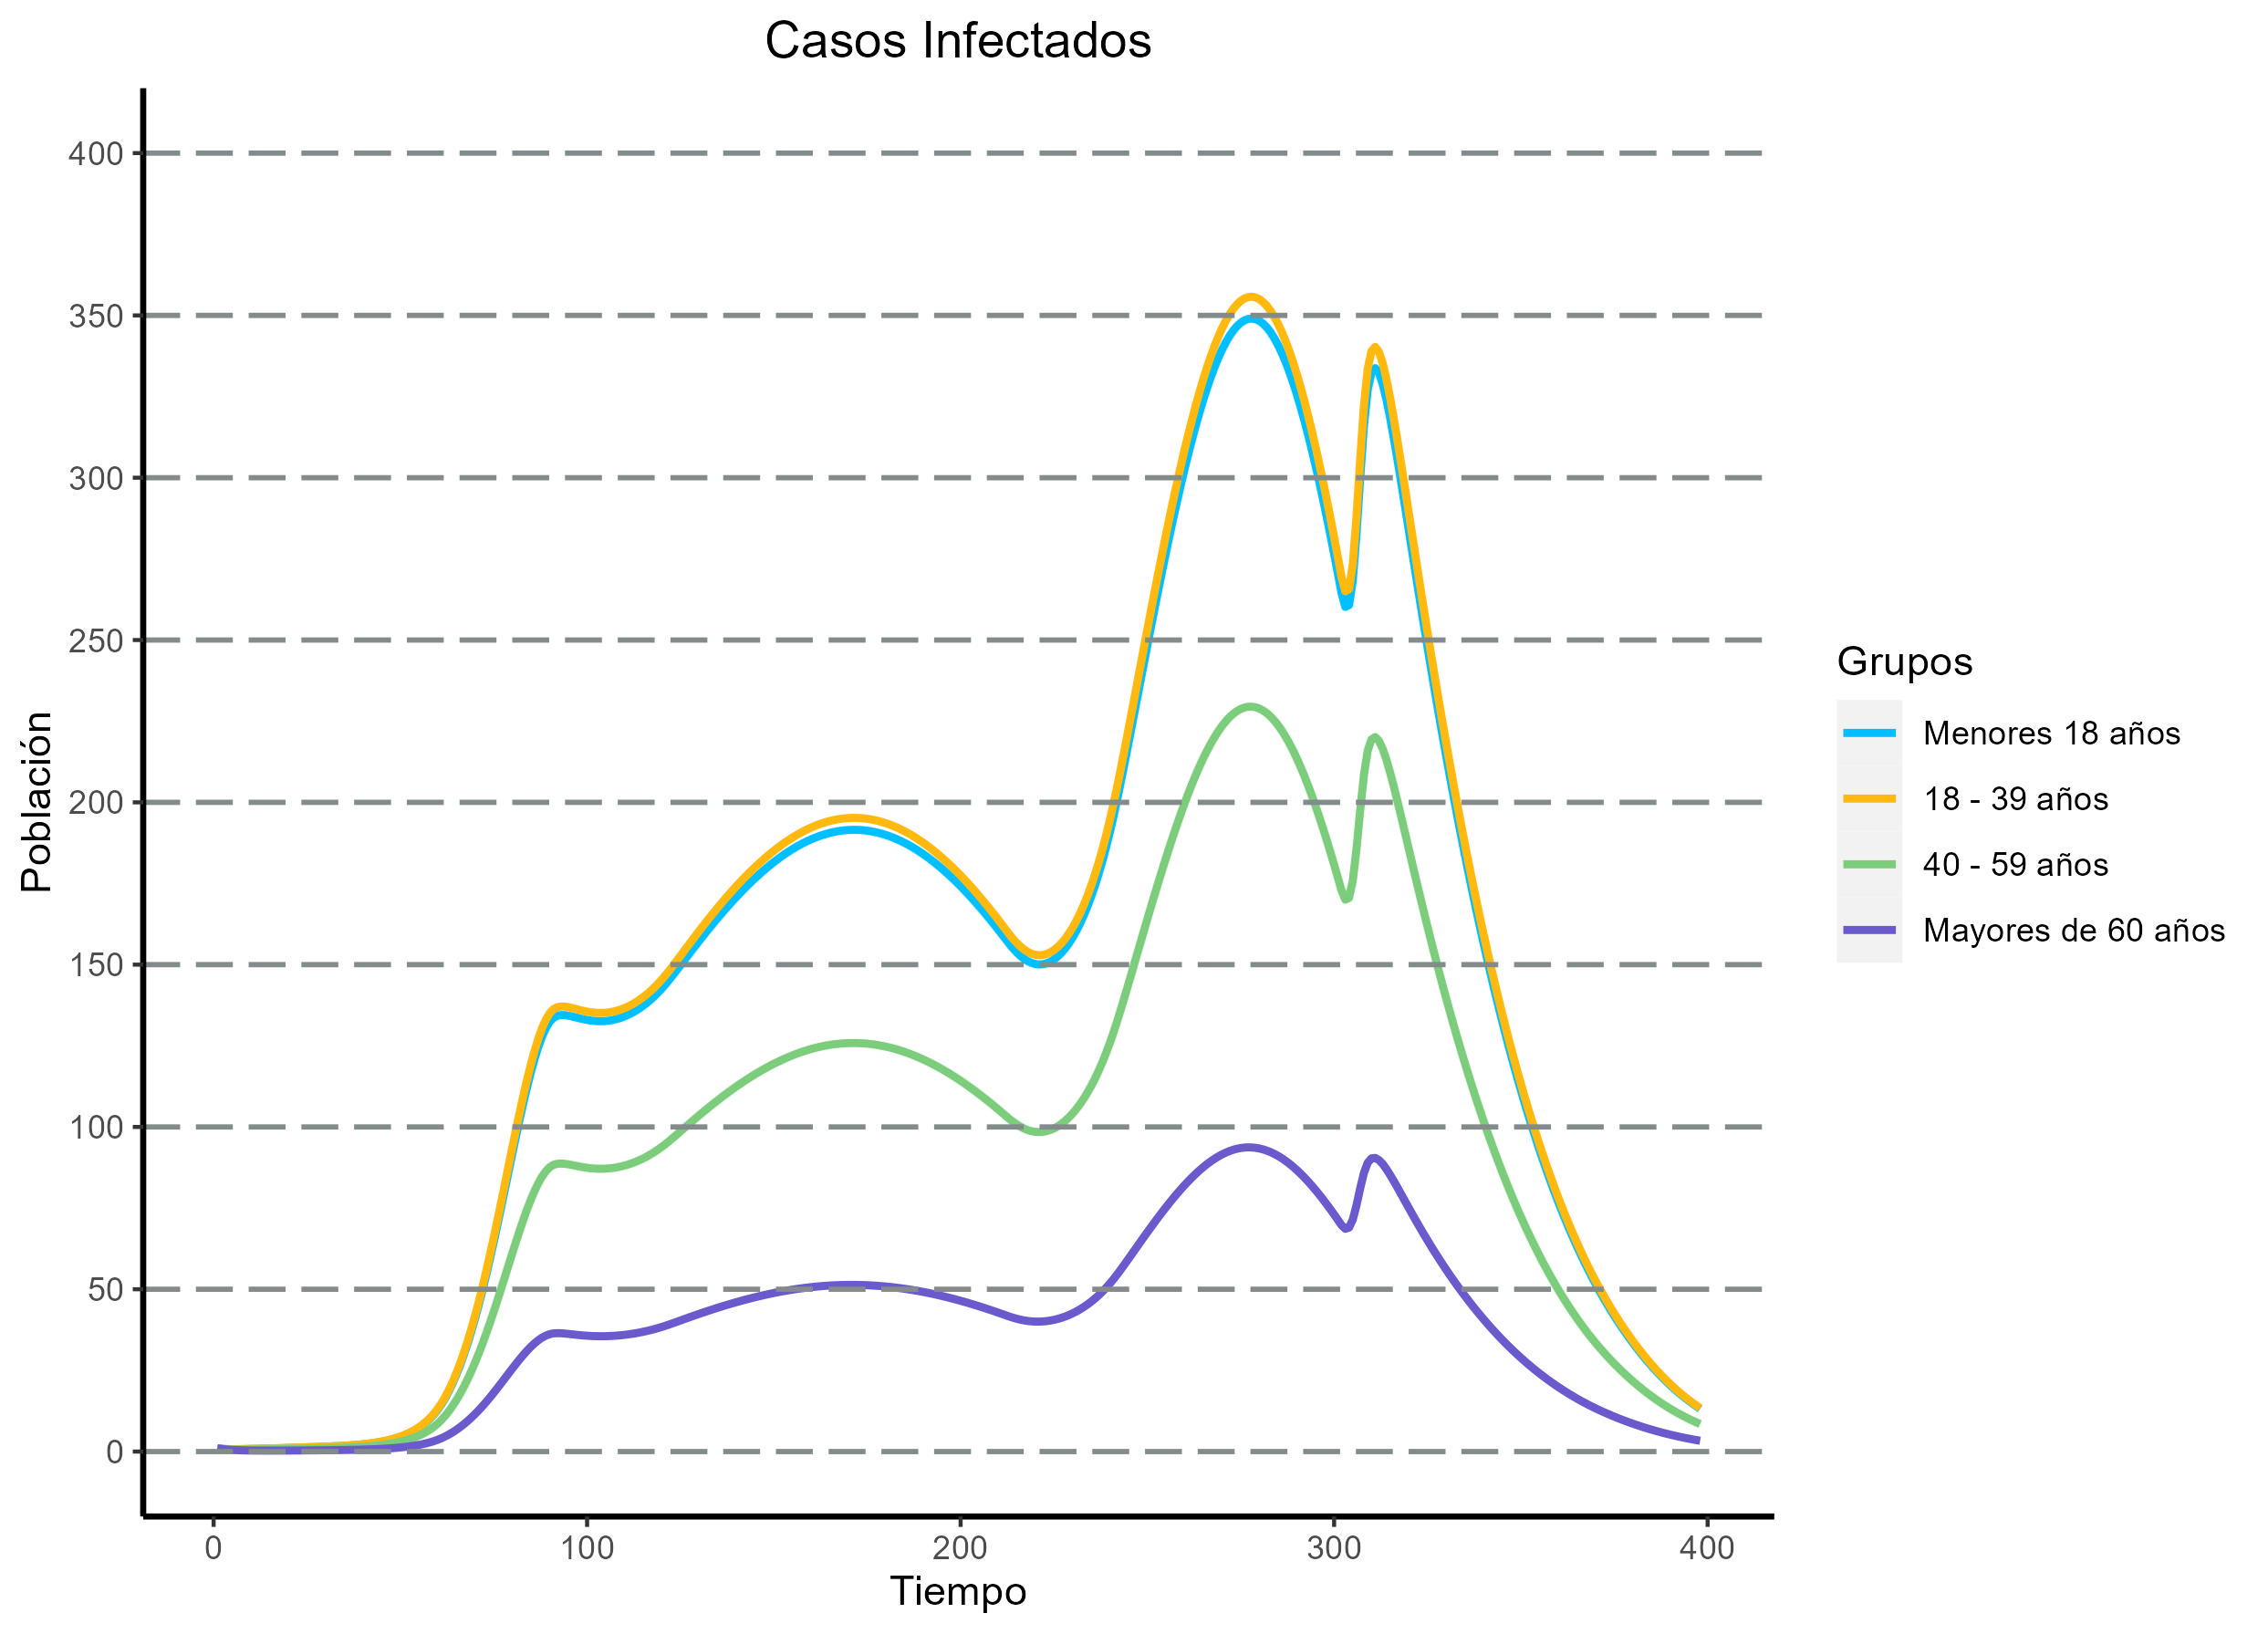 Casos Infectados
Población
400
350
300
250
200
150
100
50
0
0 100 200 300 400
Tiempo
Grupos
Menores 18 años
18 - 39 años
40 - 59 años
Mayores de 60 años